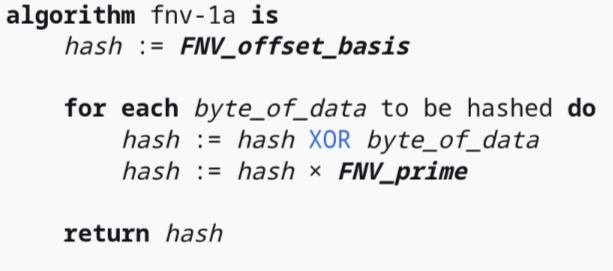 algorithm fnv-1a is
hash := FNV_offset_basis
for each byte_of_data to be hashed do
hash := hash XOR byte_of_data
hash := hash × FNV_prime
return hash